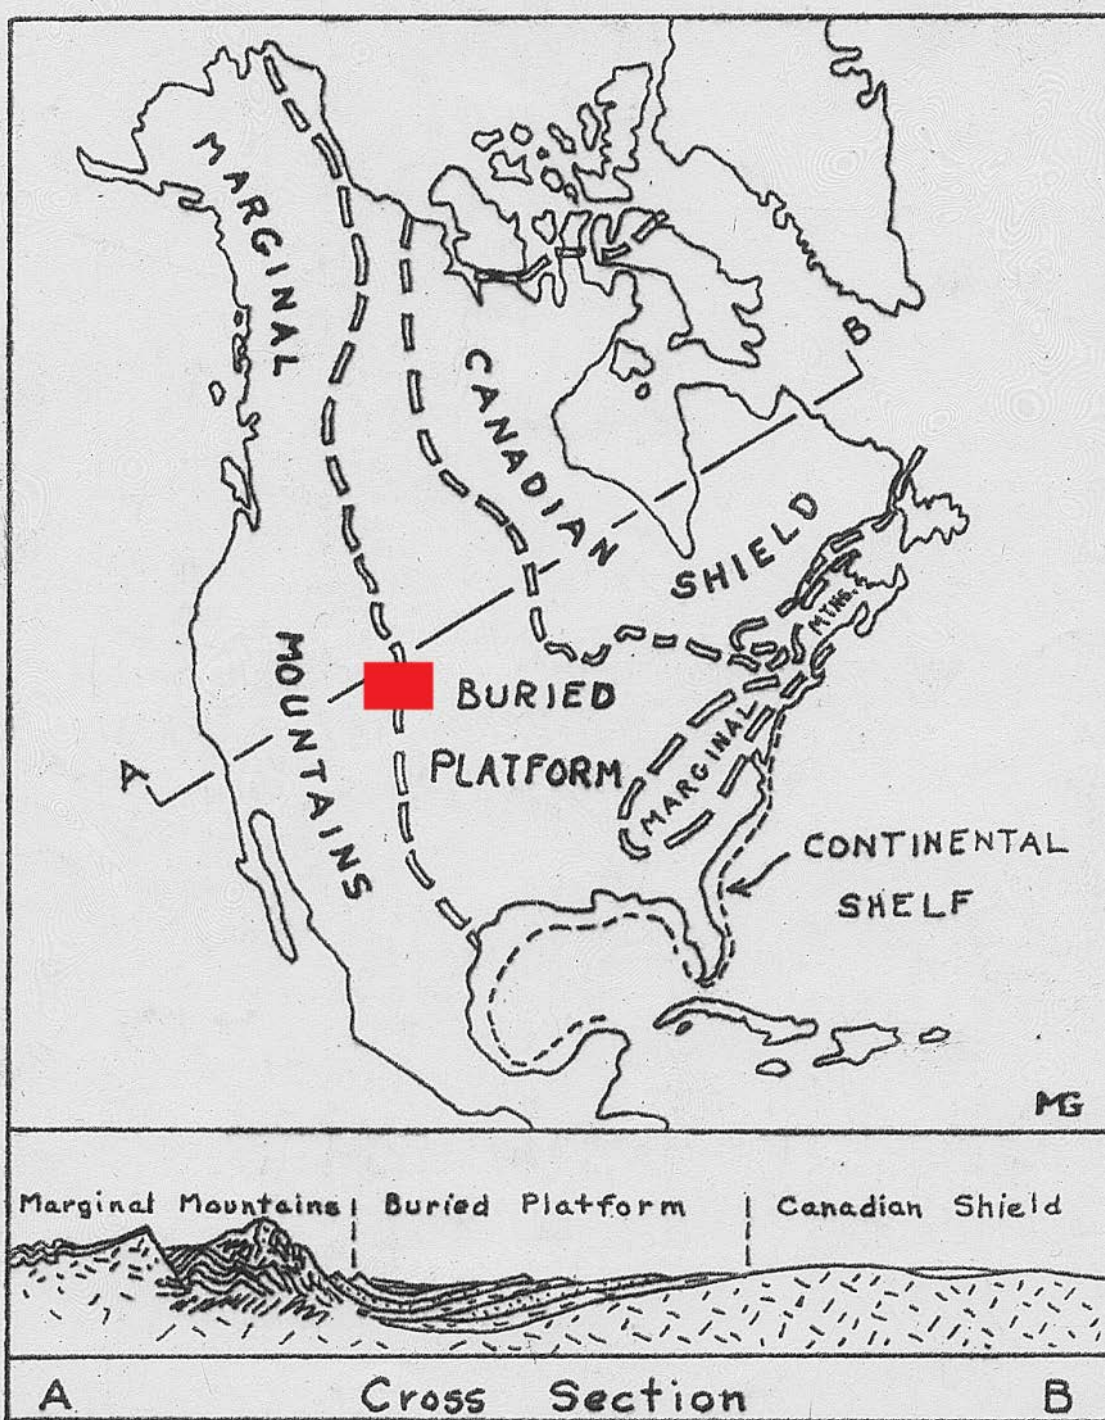 MARGINAL
CANADIAN
B
SHIELD
MTNS.
MOUNTAINS
BURIED
PLATFORM
MARGINAL
A
CONTINENTAL
SHELF
MG
Marginal Mountains Buried Platform Canadian Shield
A Cross Section B